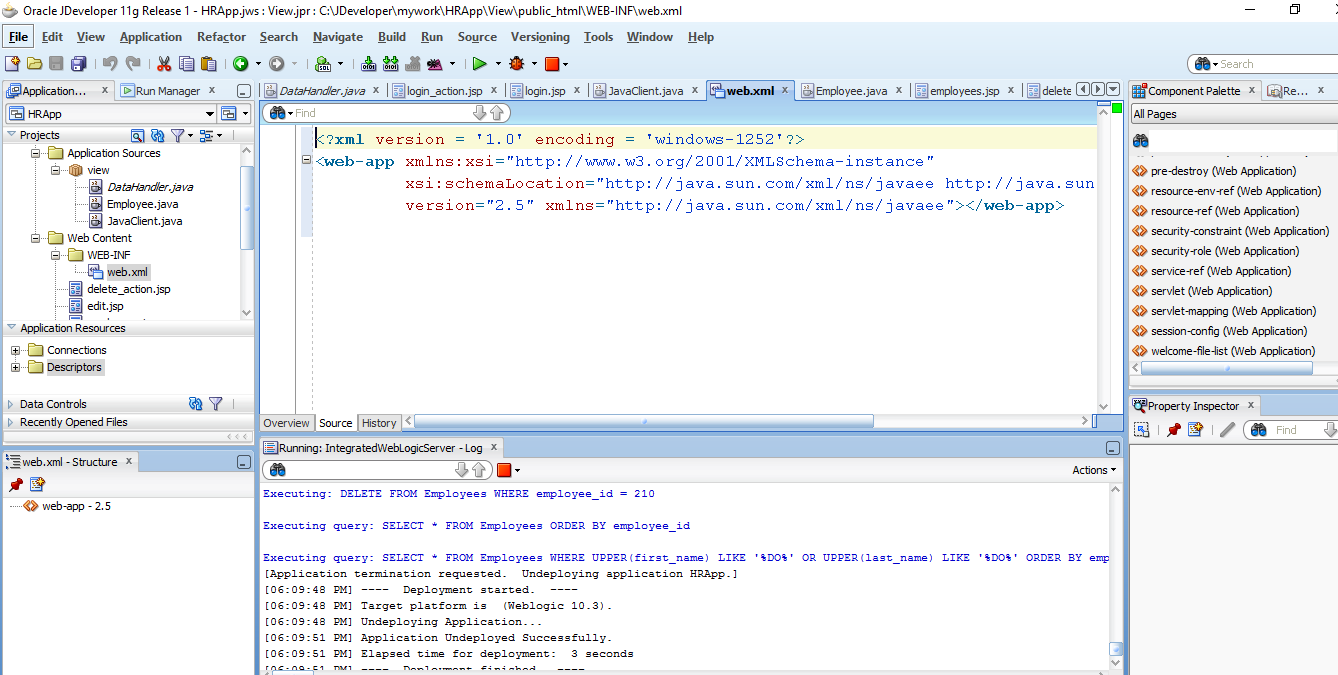 Oracle JDeveloper 11g Release 1 - HRApp.jws : View.jpr : C:\JDeveloper\mywork\HRApp\View\public_html\WEB-INF\web.xml
File Edit View Application Refactor Search Navigate Build Run Source Versioning Tools Window Help
Search
Application... Run Manager
HRApp
Projects
Application Sources
view
DataHandler.java
Employee.java
JavaClient.java
Web Content
WEB-INF
web.xml
delete_action.jsp
edit.jsp
Application Resources
Connections
Descriptors
Data Controls
Recently Opened Files
web.xml - Structure
web-app - 2.5
DataHandler.java login_action.jsp login.jsp JavaClient.java web.xml Employee.java employees.jsp delete
Find
<?xml version = '1.0' encoding = 'windows-1252'?>
<web-app xmlns:xsi="http://www.w3.org/2001/XMLSchema-instance"
xsi:schemaLocation="http://java.sun.com/xml/ns/javaee http://java.sun
version="2.5" xmlns="http://java.sun.com/xml/ns/javaee"></web-app>
Overview Source History
Running: IntegratedWebLogicServer - Log
Actions
Executing: DELETE FROM Employees WHERE employee_id = 210
Executing query: SELECT * FROM Employees ORDER BY employee_id
Executing query: SELECT * FROM Employees WHERE UPPER(first_name) LIKE '%DO%' OR UPPER(last_name) LIKE '%DO%' ORDER BY emp
[Application termination requested.  Undeploying application HRApp.]
[06:09:48 PM] ----  Deployment started.  ----
[06:09:48 PM] Target platform is  (Weblogic 10.3).
[06:09:48 PM] Undeploying Application...
[06:09:51 PM] Application Undeployed Successfully.
[06:09:51 PM] Elapsed time for deployment:  3 seconds
[06:09:51 PM] ----  Deployment finished.  ----
Component Palette Re...
All Pages
pre-destroy (Web Application)
resource-env-ref (Web Application)
resource-ref (Web Application)
security-constraint (Web Application)
security-role (Web Application)
service-ref (Web Application)
servlet (Web Application)
servlet-mapping (Web Application)
session-config (Web Application)
welcome-file-list (Web Application)
Property Inspector
Find